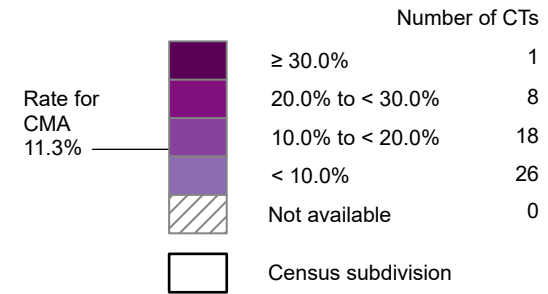 Number of CTs
≥ 30.0% 1
Rate for
CMA
11.3%
20.0% to < 30.0% 8
10.0% to < 20.0% 18
< 10.0% 26
Not available 0
Census subdivision